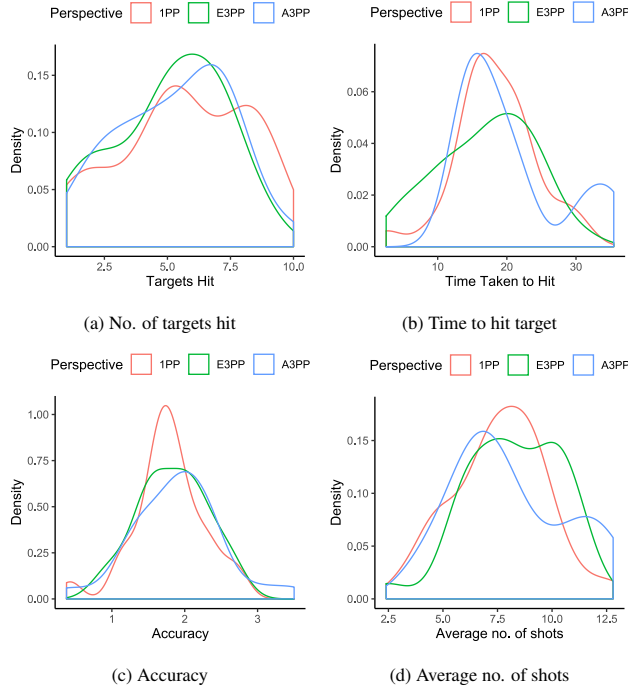 Perspective 1PP E3PP A3PP Perspective 1PP E3PP A3PP
0.15
0.10
0.05
0.00
Density
2.5 5.0 7.5 10.0
Targets Hit
0.06
0.04
0.02
0.00
Density
10 20 30
Time Taken to Hit
(a) No. of targets hit (b) Time to hit target
Perspective 1PP E3PP A3PP Perspective 1PP E3PP A3PP
1.00
0.75
0.50
0.25
0.00
Density
1 2 3
Accuracy
0.15
0.10
0.05
0.00
Density
2.5 5.0 7.5 10.0 12.5
Average no. of shots
(c) Accuracy (d) Average no. of shots